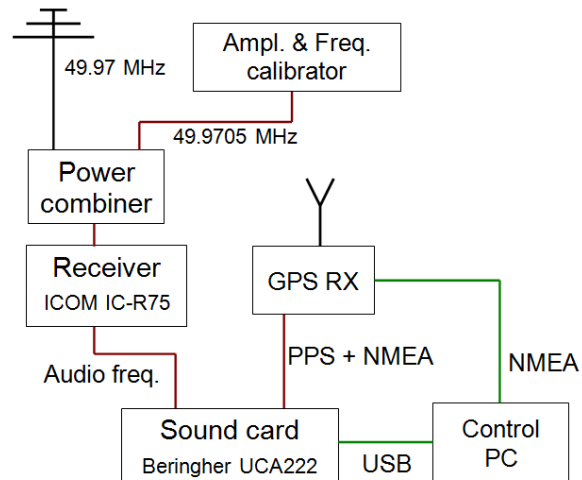 Ampl. & Freq.
calibrator
49.97 MHz
49.9705 MHz
Power
combiner
Receiver
ICOM IC-R75
GPS RX
PPS + NMEA
NMEA
Audio freq.
Sound card
Beringher UCA222
USB
Control
PC